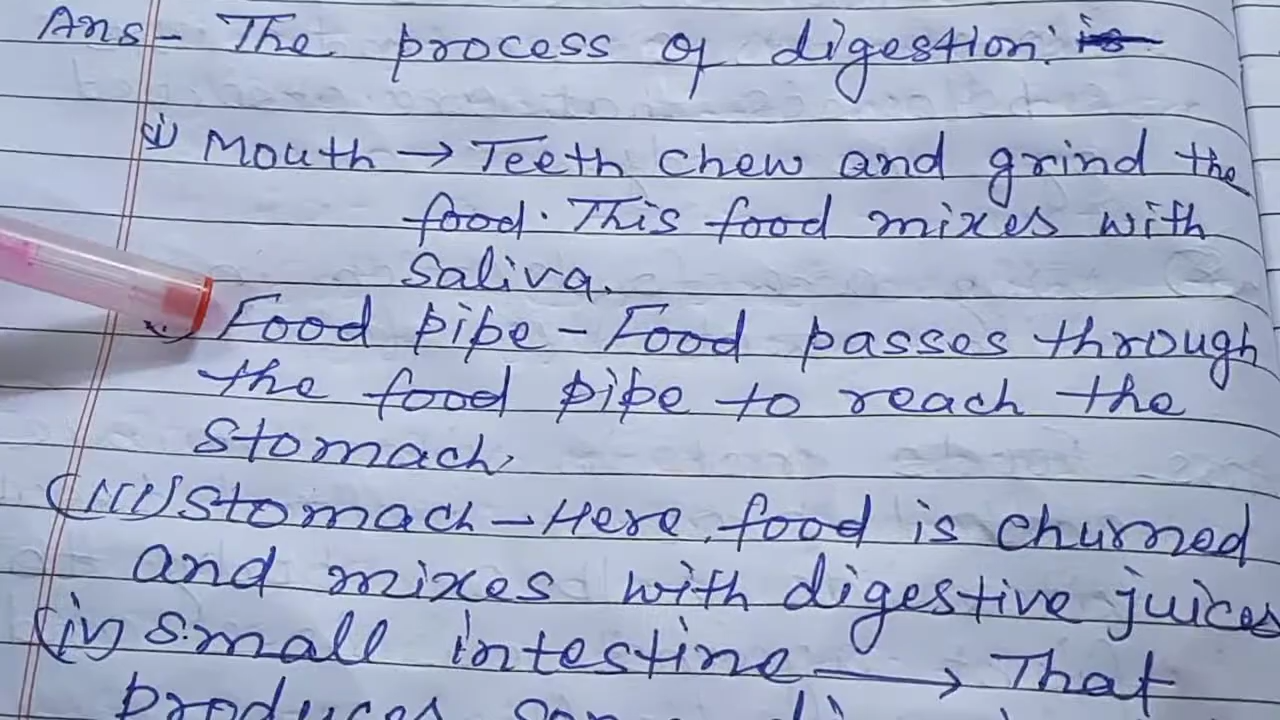 Ans - The process of digestion:
(i) Mouth → Teeth chew and grind the
food. This food mixes with
saliva.
Food pipe - Food passes through
the food pipe to reach the
stomach.
(III) Stomach - Here, food is churned
and mixes with digestive juices
(iv) Small intestine → That
produces